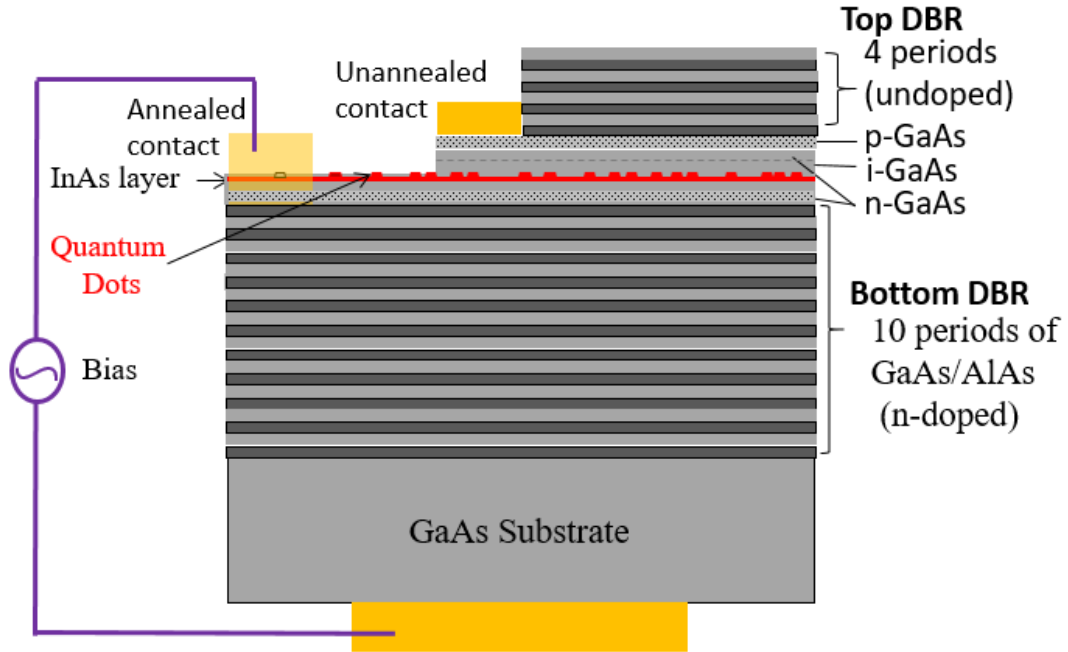 Top DBR
4 periods
(undoped)
Unannealed
contact
Annealed
contact
p-GaAs
i-GaAs
n-GaAs
InAs layer
Quantum
Dots
Bottom DBR
10 periods of
GaAs/AlAs
(n-doped)
Bias
GaAs Substrate